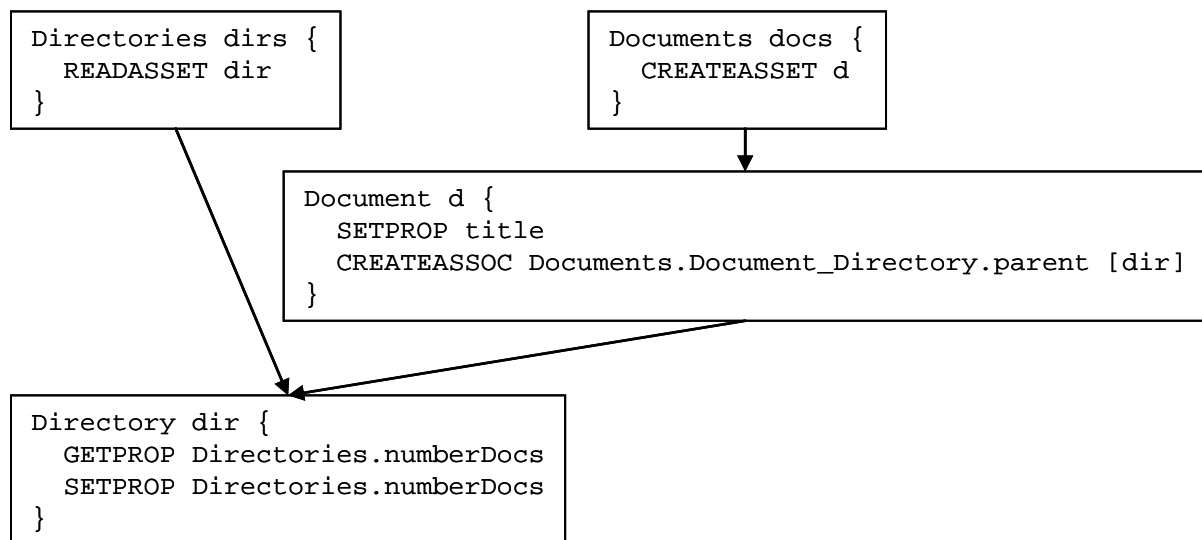 Directories dirs {
  READASSET dir
}
Documents docs {
  CREATEASSET d
}
Document d {
  SETPROP title
  CREATEASSOC Documents.Document_Directory.parent [dir]
}
Directory dir {
  GETPROP Directories.numberDocs
  SETPROP Directories.numberDocs
}